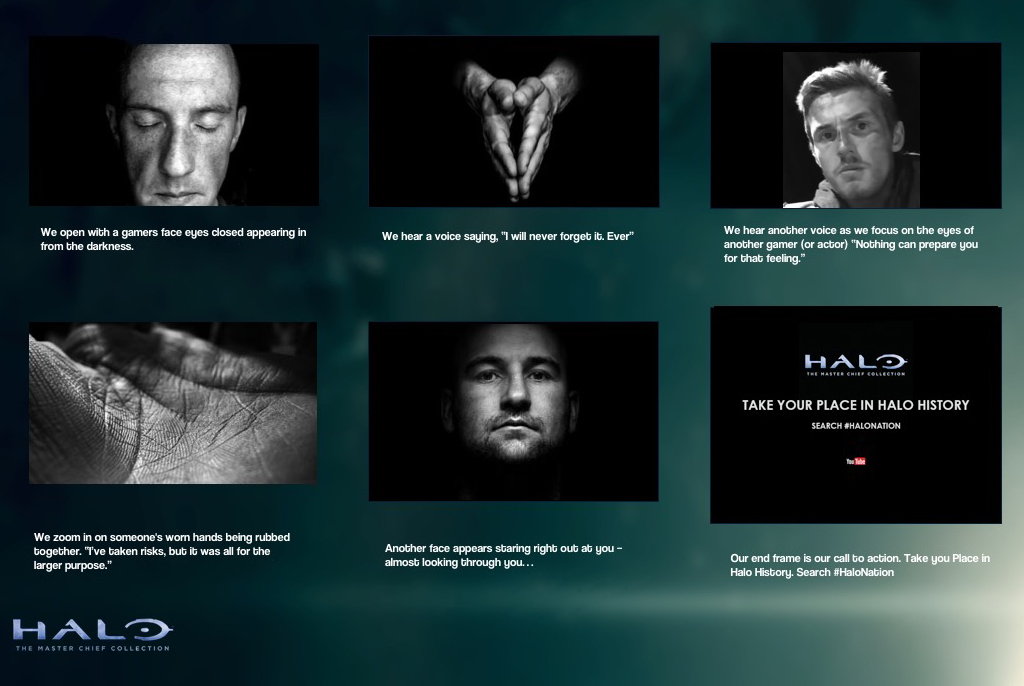 We open with a gamers face eyes closed appearing in
from the darkness.
We hear a voice saying, "I will never forget it. Ever"
We hear another voice as we focus on the eyes of
another gamer (or actor) "Nothing can prepare you
for that feeling."
We zoom in on someone's worn hands being rubbed
together. "I've taken risks, but it was all for the
larger purpose."
Another face appears staring right out at you –
almost looking through you...
HALO
THE MASTER CHIEF COLLECTION
TAKE YOUR PLACE IN HALO HISTORY
SEARCH #HALONATION
YouTube
Our end frame is our call to action. Take you Place in
Halo History. Search #HaloNation
HALO
THE MASTER CHIEF COLLECTION